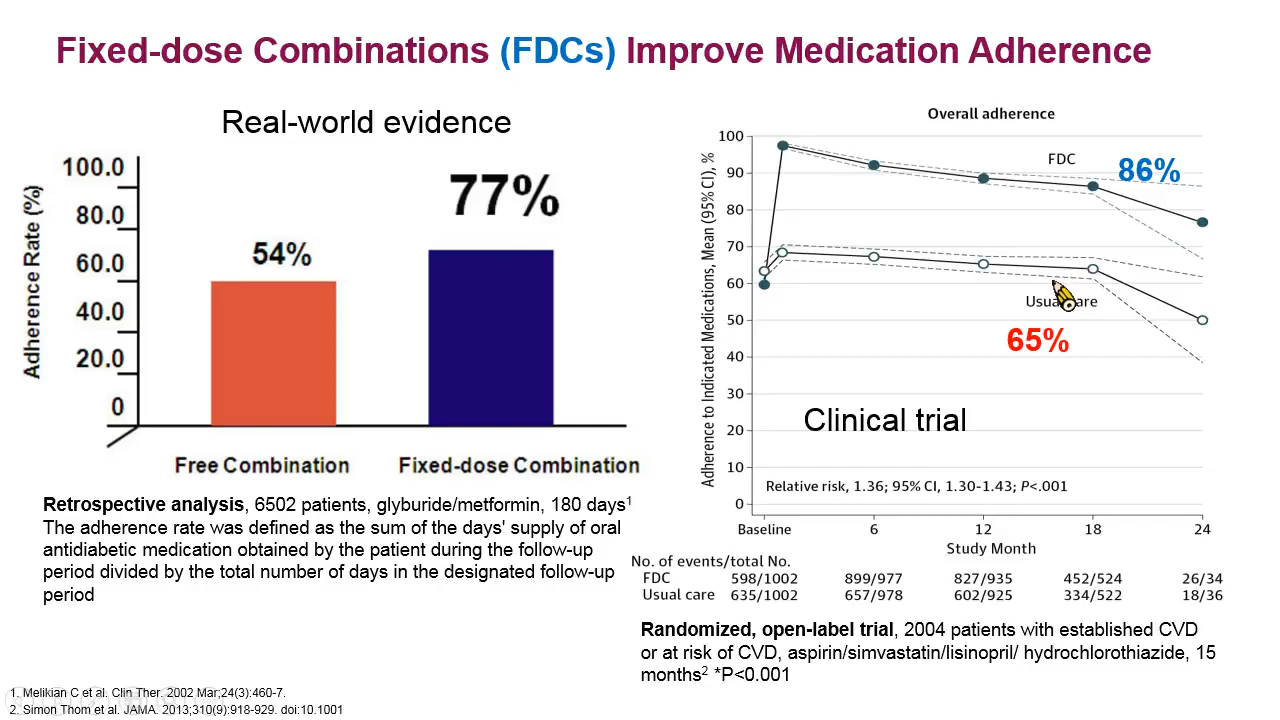 Fixed-dose Combinations (FDCs) Improve Medication Adherence
Real-world evidence
Adherence Rate (%)
100.0
80.0
60.0
40.0
20.0
0
54%
77%
Free Combination
Fixed-dose Combination
Retrospective analysis, 6502 patients, glyburide/metformin, 180 days1
The adherence rate was defined as the sum of the days' supply of oral
antidiabetic medication obtained by the patient during the follow-up
period divided by the total number of days in the designated follow-up
period
Overall adherence
Adherence to Indicated Medications, Mean (95% CI), %
100
90
80
70
60
50
40
30
20
10
0
FDC
86%
Usual care
65%
Clinical trial
Relative risk, 1.36; 95% CI, 1.30-1.43; P<.001
Baseline 6 12 18 24
Study Month
No. of events/total No.
FDC 598/1002 899/977 827/935 452/524 26/34
Usual care 635/1002 657/978 602/925 334/522 18/36
Randomized, open-label trial, 2004 patients with established CVD
or at risk of CVD, aspirin/simvastatin/lisinopril/ hydrochlorothiazide, 15
months2 *P<0.001
1. Melikian C et al. Clin Ther. 2002 Mar;24(3):460-7.
2. Simon Thom et al. JAMA. 2013;310(9):918-929. doi:10.1001